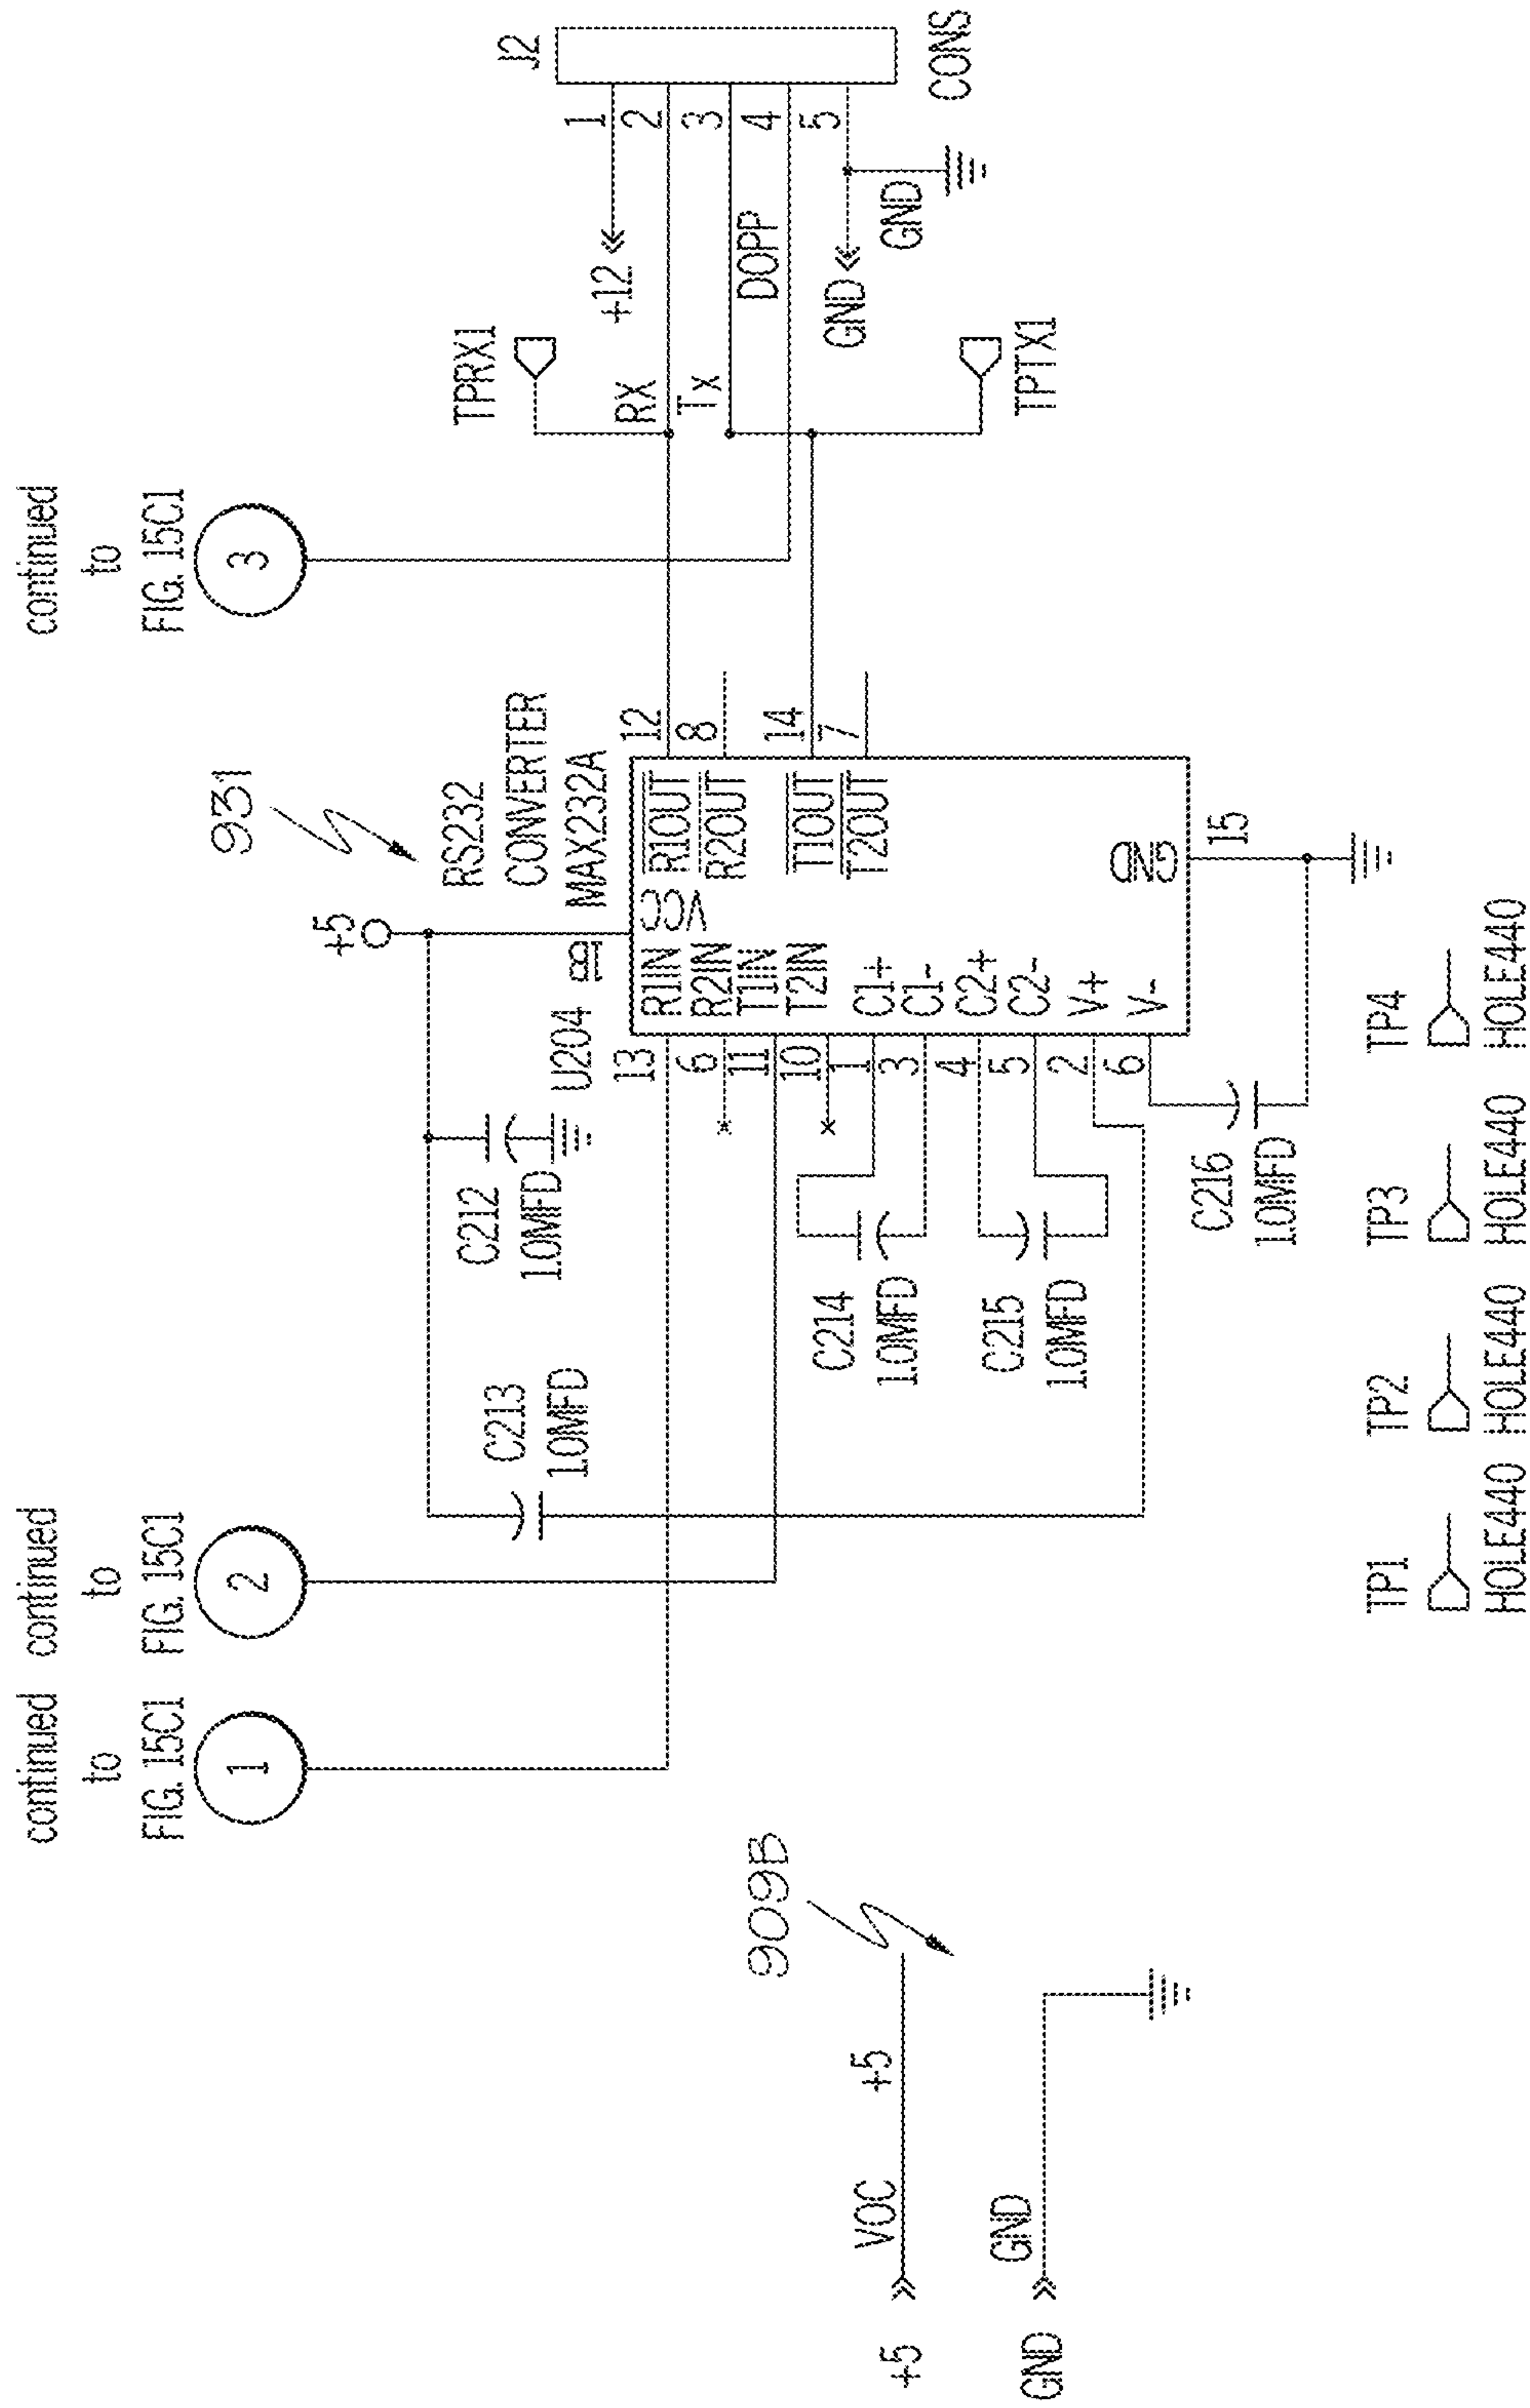 continued
to
FIG. 15C1
1
continued
to
FIG. 15C1
2
continued
to
FIG. 15C1
3
931
RS232
CONVERTER
MAX232A
+5
C212
1.0MFD
C213
1.0MFD
U204
13
R1IN
6
R2IN
11
T1IN
10
T2IN
1
C1+
3
C1-
4
C2+
5
C2-
2
V+
6
V-
VCC
R1OUT
12
R2OUT
8
T1OUT
14
T2OUT
7
GND
15
C214
1.0MFD
C215
1.0MFD
C216
1.0MFD
TPRX1
RX
Tx
DOPP
TPTX1
+12
GND
GND
J2
1
2
3
4
5
CONS
909B
+5
VOC
+5
GND
GND
TP1
HOLE440
TP2
HOLE440
TP3
HOLE440
TP4
HOLE440